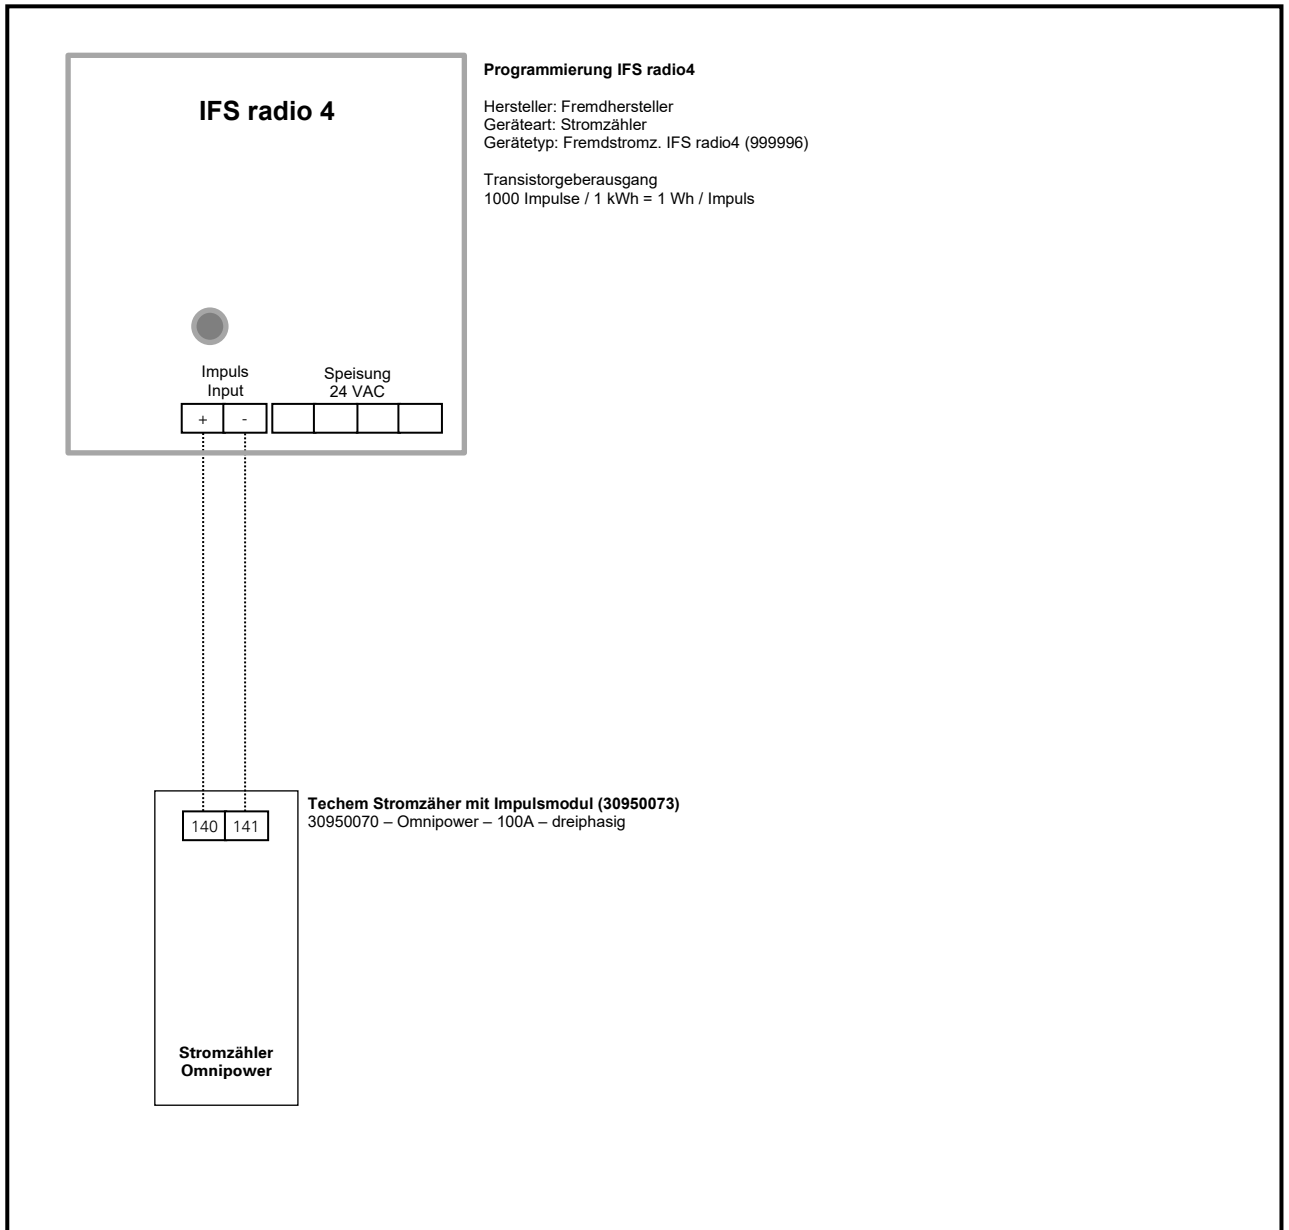 IFS radio 4
Programmierung IFS radio4
Hersteller: Fremdhersteller
Geräteart: Stromzähler
Gerätetyp: Fremdstromz. IFS radio4 (999996)
Transistorgeberausgang
1000 Impulse / 1 kWh = 1 Wh / Impuls
Impuls
Input
Speisung
24 VAC
+ -
Techem Stromzäher mit Impulsmodul (30950073)
30950070 – Omnipower – 100A – dreiphasig
140 141
Stromzähler
Omnipower